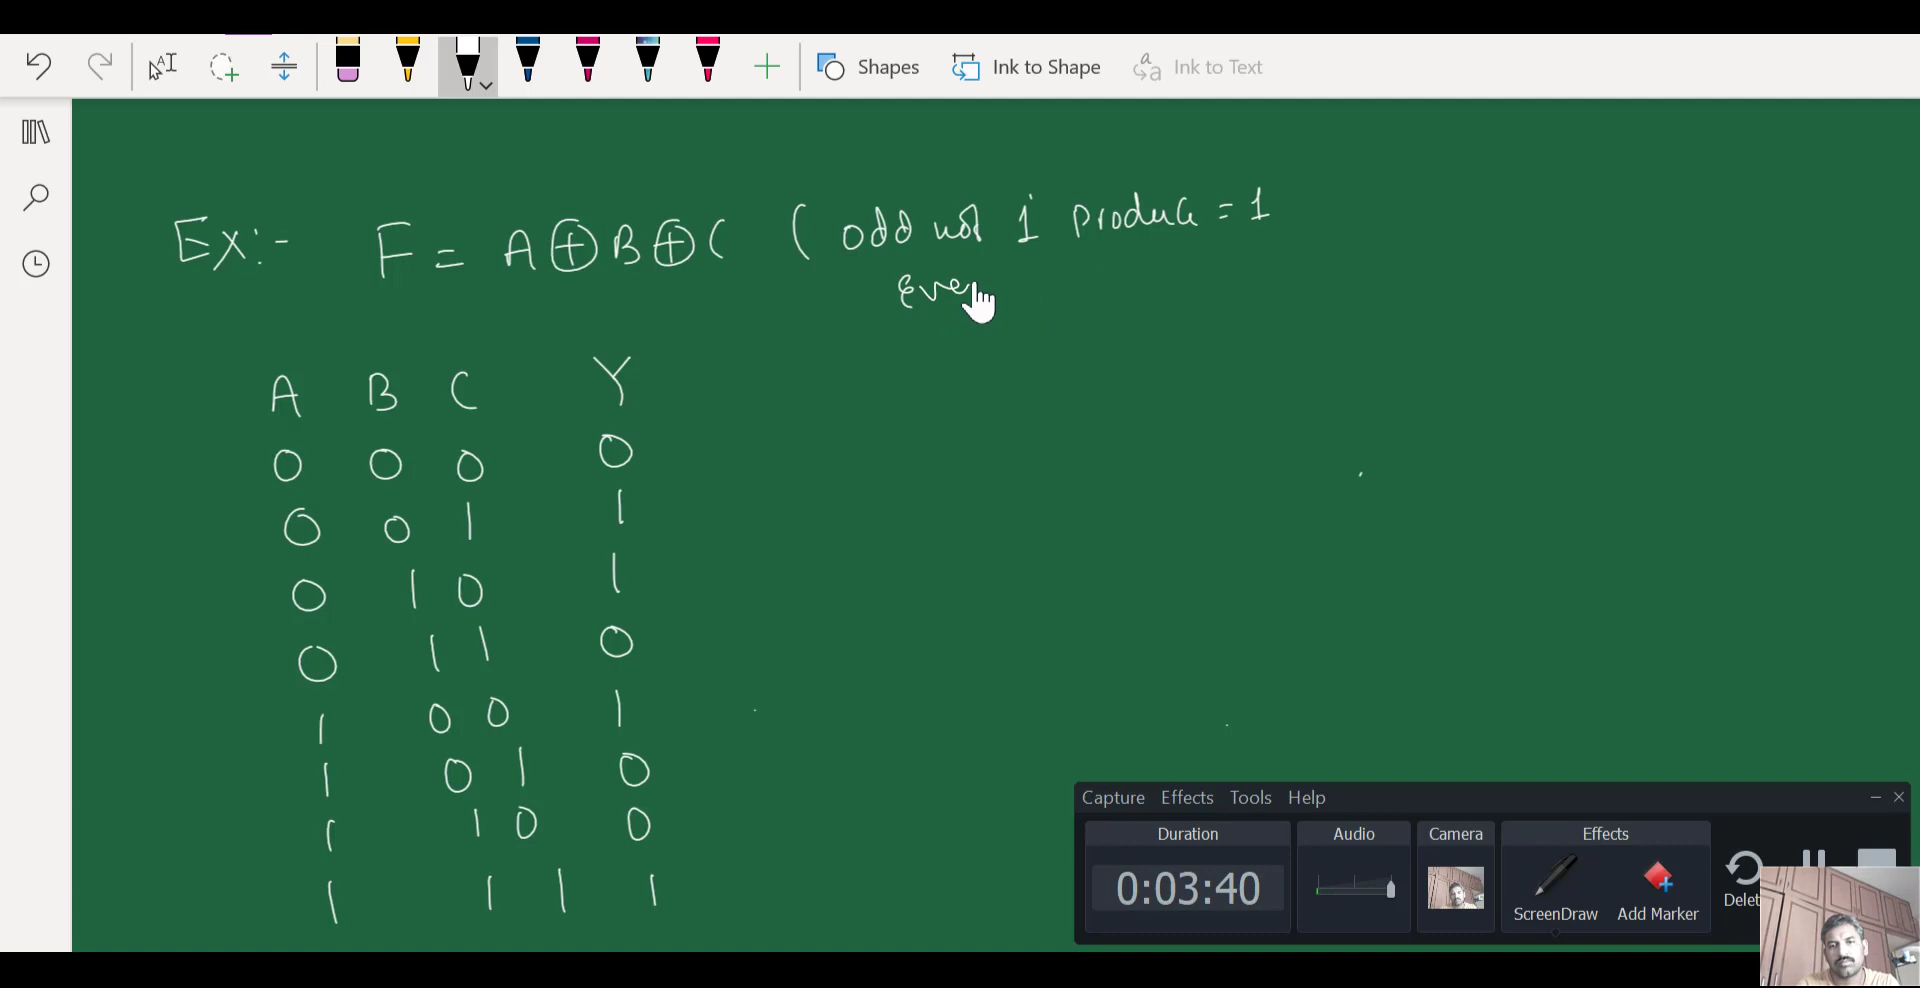 Shapes Ink to Shape Ink to Text
Ex:- F = A⊕B⊕C ( odd no of 1 produce = 1
Eve
A B C Y
0 0 0 0
0 0 1 1
0 1 0 1
0 1 1 0
1 0 0 1
1 0 1 0
1 1 0 0
1 1 1 1
Capture Effects Tools Help
Duration Audio Camera Effects
0:03:40
ScreenDraw Add Marker Delet